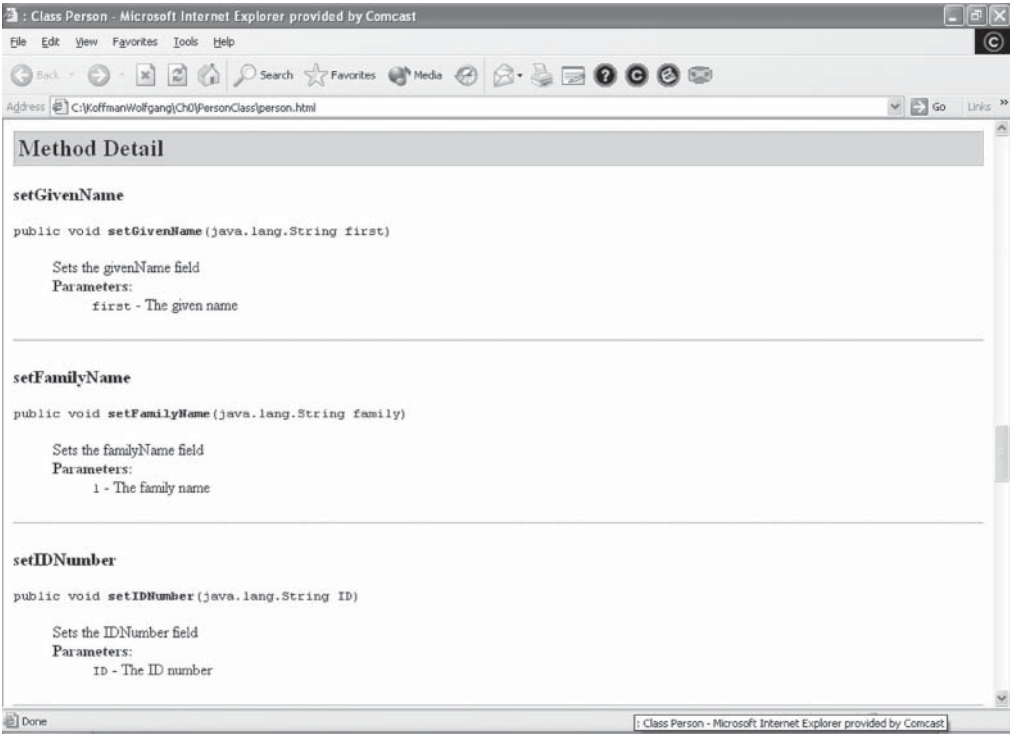 : Class Person - Microsoft Internet Explorer provided by Comcast
File Edit View Favorites Tools Help
Back Search Favorites Media
Address C:\KoffmanWolfgang\Ch0\PersonClass\person.html Go Links »
Method Detail
setGivenName
public void setGivenName(java.lang.String first)
Sets the givenName field
Parameters:
first - The given name
setFamilyName
public void setFamilyName(java.lang.String family)
Sets the familyName field
Parameters:
l - The family name
setIDNumber
public void setIDNumber(java.lang.String ID)
Sets the IDNumber field
Parameters:
ID - The ID number
Done
: Class Person - Microsoft Internet Explorer provided by Comcast